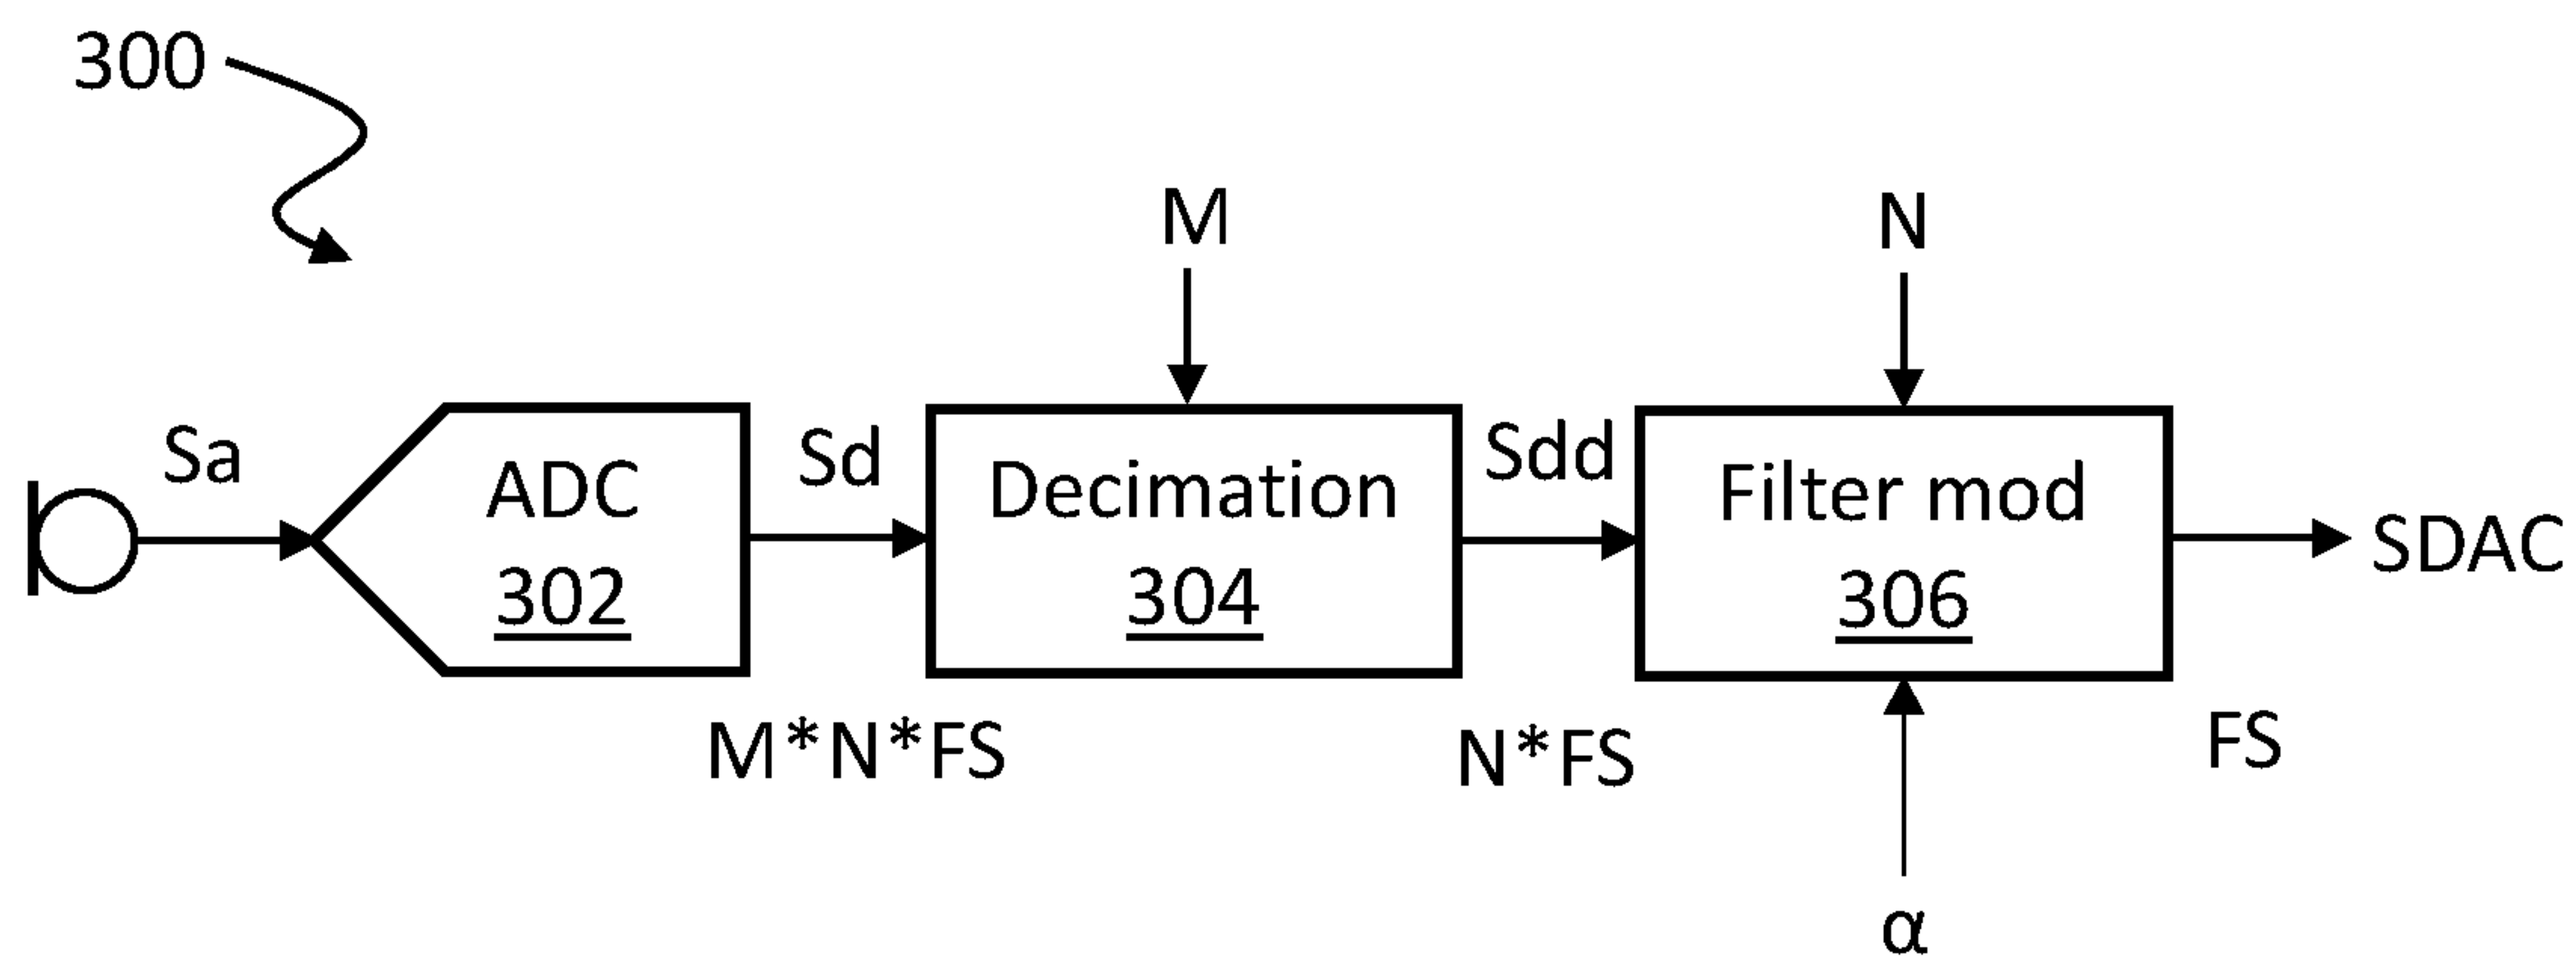 300
M
N
Sa
ADC
302
Sd
Decimation
304
Sdd
Filter mod
306
SDAC
M*N*FS
N*FS
FS
α